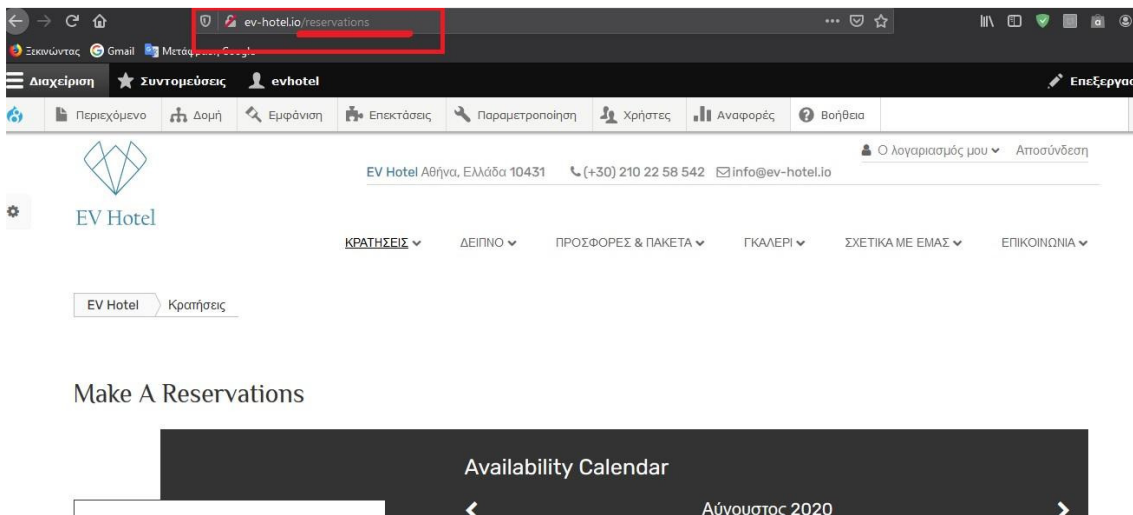 ev-hotel.io/reservations
Ξεκινώντας Gmail Μετάφραση Google
Διαχείριση Συντομεύσεις evhotel Επεξεργασ
Περιεχόμενο Δομή Εμφάνιση Επεκτάσεις Παραμετροποίηση Χρήστες Αναφορές Βοήθεια
Ο λογαριασμός μου Αποσύνδεση
EV Hotel Αθήνα, Ελλάδα 10431 (+30) 210 22 58 542 info@ev-hotel.io
EV Hotel
ΚΡΑΤΗΣΕΙΣ ΔΕΙΠΝΟ ΠΡΟΣΦΟΡΕΣ & ΠΑΚΕΤΑ ΓΚΑΛΕΡΙ ΣΧΕΤΙΚΑ ΜΕ ΕΜΑΣ ΕΠΙΚΟΙΝΩΝΙΑ
EV Hotel Κρατήσεις
Make A Reservations
Availability Calendar
Αύγουστος 2020